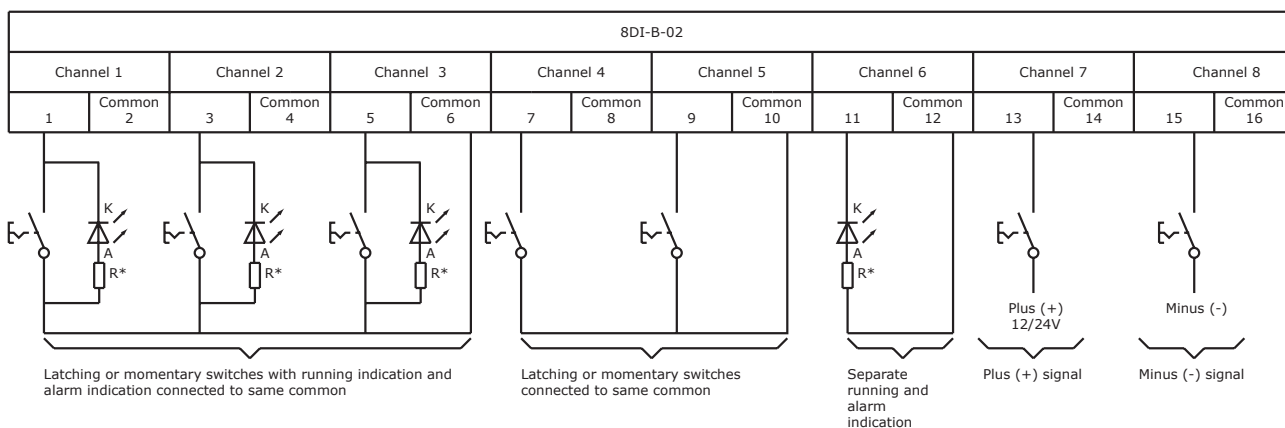 8DI-B-02
Channel 1
Channel 2
Channel 3
Channel 4
Channel 5
Channel 6
Channel 7
Channel 8
1
Common
2
3
Common
4
5
Common
6
7
Common
8
9
Common
10
11
Common
12
13
Common
14
15
Common
16
K
A
R*
K
A
R*
K
A
R*
K
A
R*
Plus (+)
12/24V
Minus (-)
Latching or momentary switches with running indication and
alarm indication connected to same common
Latching or momentary switches
connected to same common
Separate
running and
alarm
indication
Plus (+) signal
Minus (-) signal